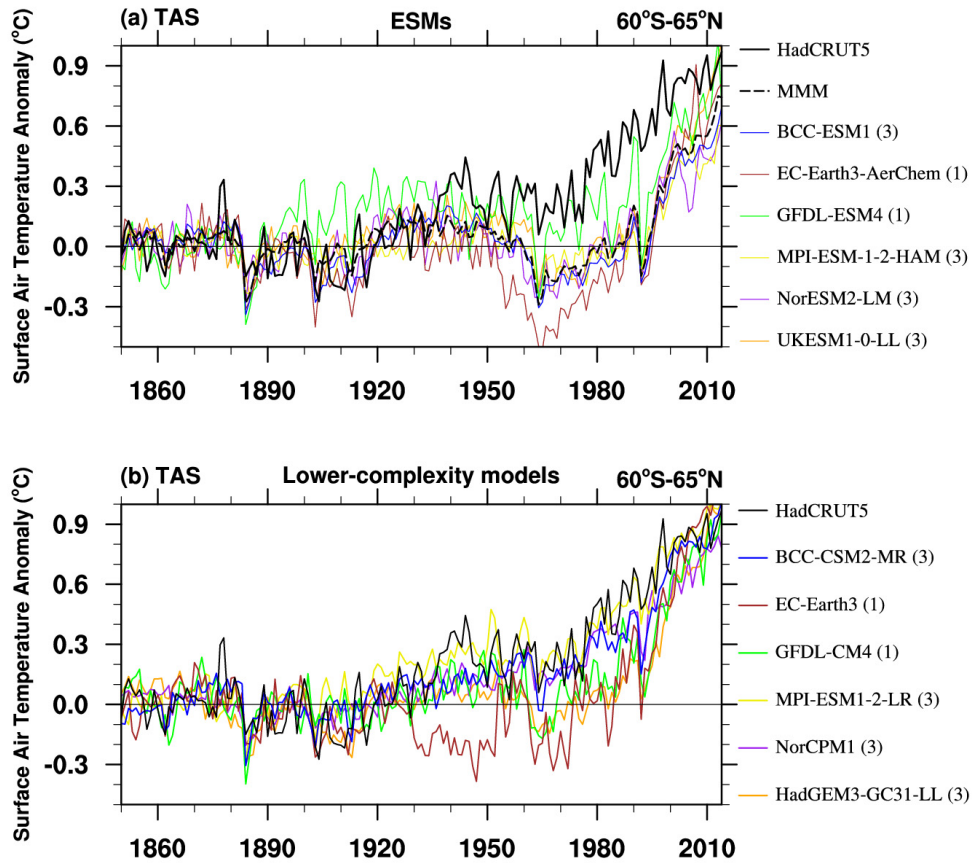 (a) TAS ESMs 60°S-65°N
Surface Air Temperature Anomaly (°C)
0.9
0.6
0.3
0.0
-0.3
1860 1890 1920 1950 1980 2010
HadCRUT5
MMM
BCC-ESM1 (3)
EC-Earth3-AerChem (1)
GFDL-ESM4 (1)
MPI-ESM-1-2-HAM (3)
NorESM2-LM (3)
UKESM1-0-LL (3)
(b) TAS Lower-complexity models 60°S-65°N
Surface Air Temperature Anomaly (°C)
0.9
0.6
0.3
0.0
-0.3
1860 1890 1920 1950 1980 2010
HadCRUT5
BCC-CSM2-MR (3)
EC-Earth3 (1)
GFDL-CM4 (1)
MPI-ESM1-2-LR (3)
NorCPM1 (3)
HadGEM3-GC31-LL (3)